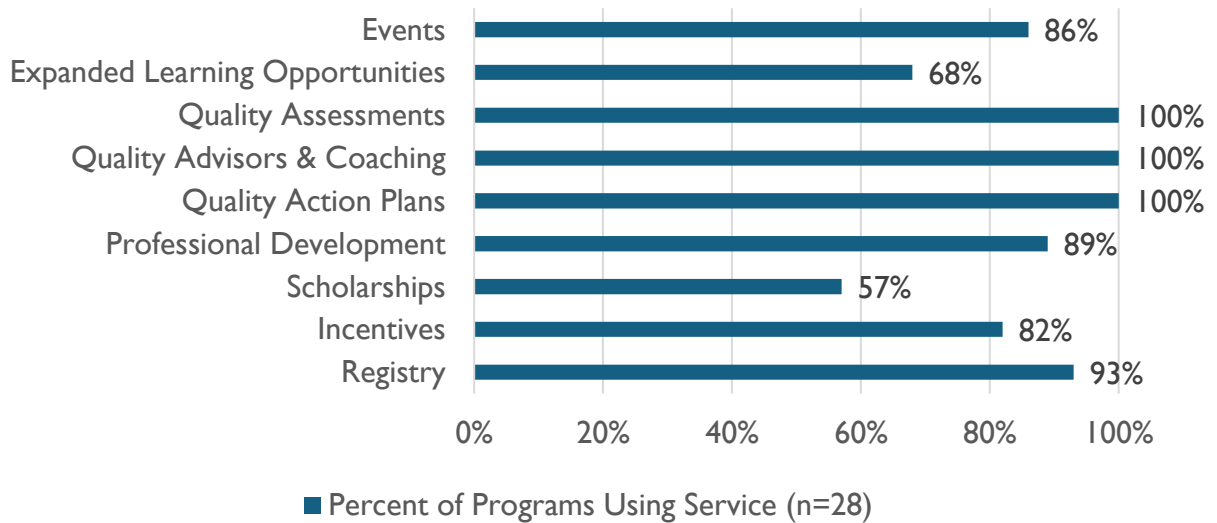 Events 86%
Expanded Learning Opportunities 68%
Quality Assessments 100%
Quality Advisors & Coaching 100%
Quality Action Plans 100%
Professional Development 89%
Scholarships 57%
Incentives 82%
Registry 93%
0% 20% 40% 60% 80% 100%
Percent of Programs Using Service (n=28)